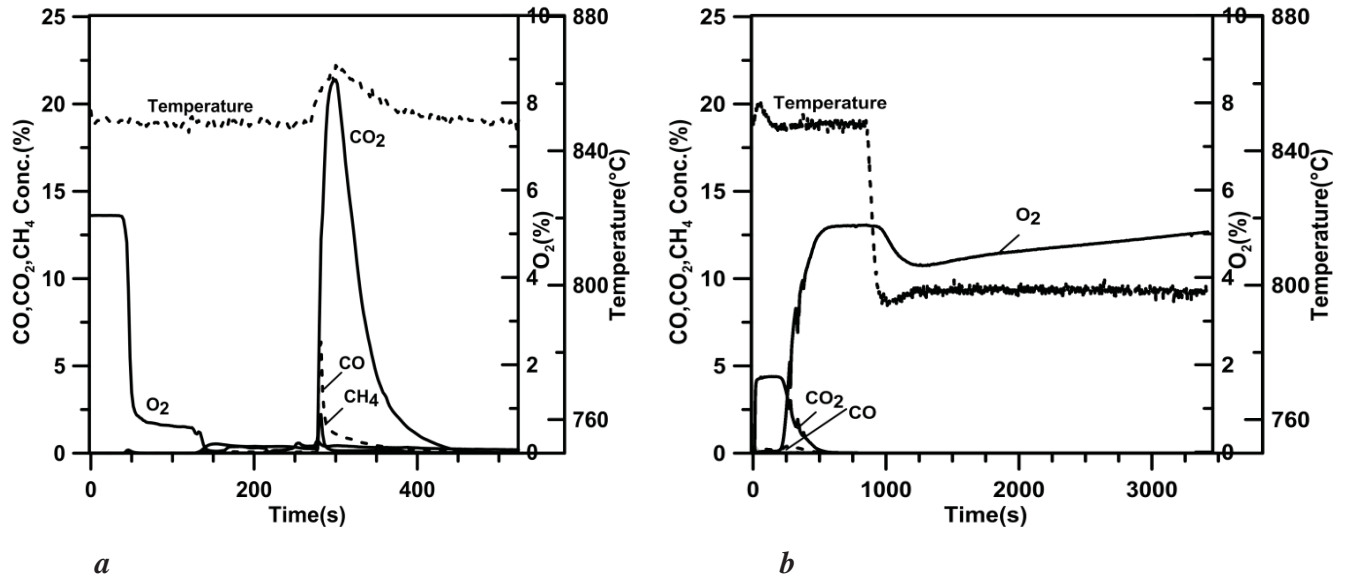 25
20
15
10
5
0
CO,CO₂,CH₄ Conc.(%)
0
200
400
Time(s)
10
8
6
4
2
0
O₂(%)
880
840
800
760
Temperature(°C)
Temperature
CO₂
CO
CH₄
O₂
a
25
20
15
10
5
0
CO,CO₂,CH₄ Conc.(%)
0
1000
2000
3000
Time(s)
10
8
6
4
2
0
O₂(%)
880
840
800
760
Temperature(°C)
Temperature
O₂
CO₂
CO
b